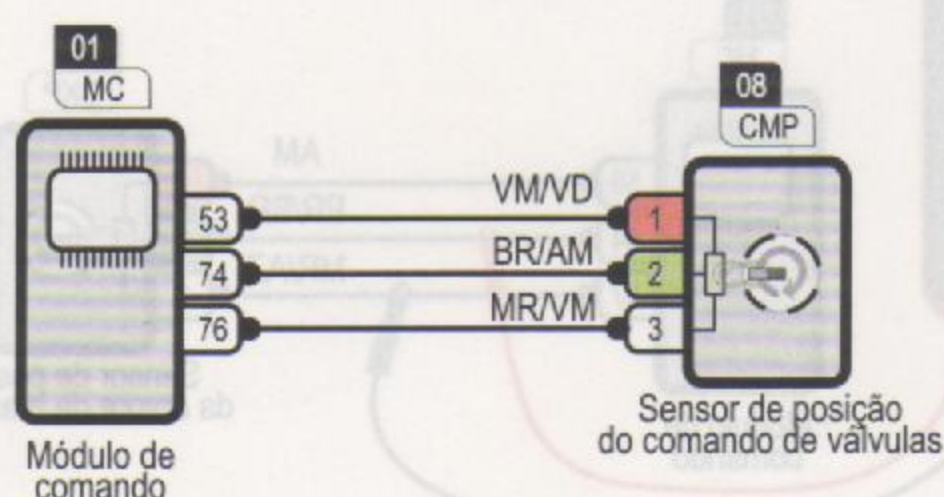 01
MC
08
CMP
53
VM/VD
1
74
BR/AM
2
76
MR/VM
3
Módulo de
comando
Sensor de posição
do comando de válvulas